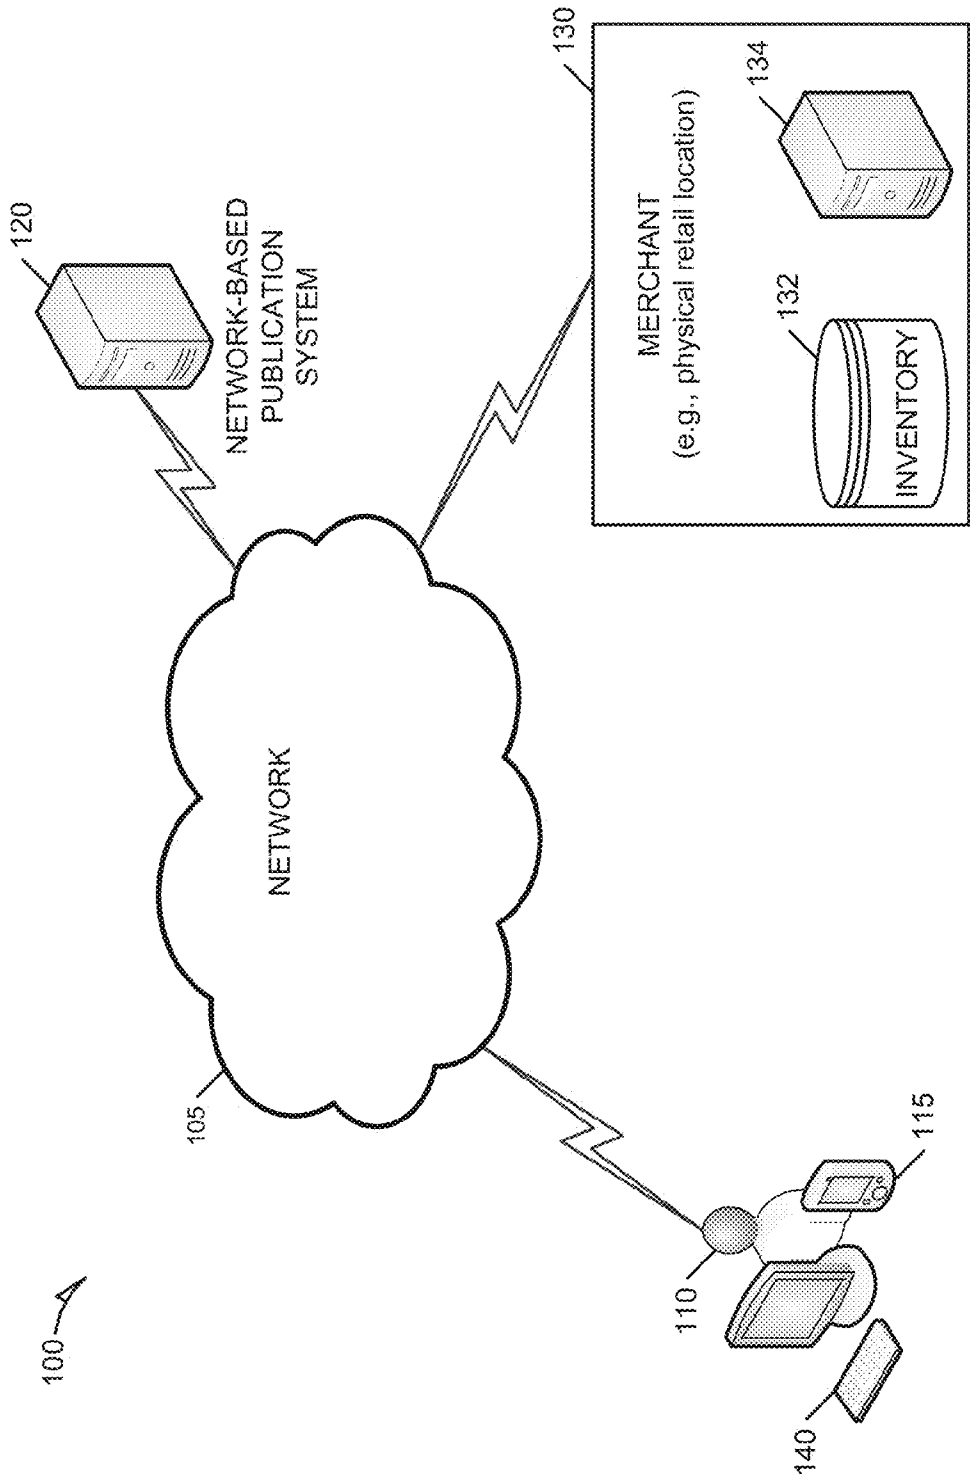 100
105
NETWORK
120
NETWORK-BASED
PUBLICATION
SYSTEM
110
115
140
130
MERCHANT
(e.g., physical retail location)
132
134
INVENTORY